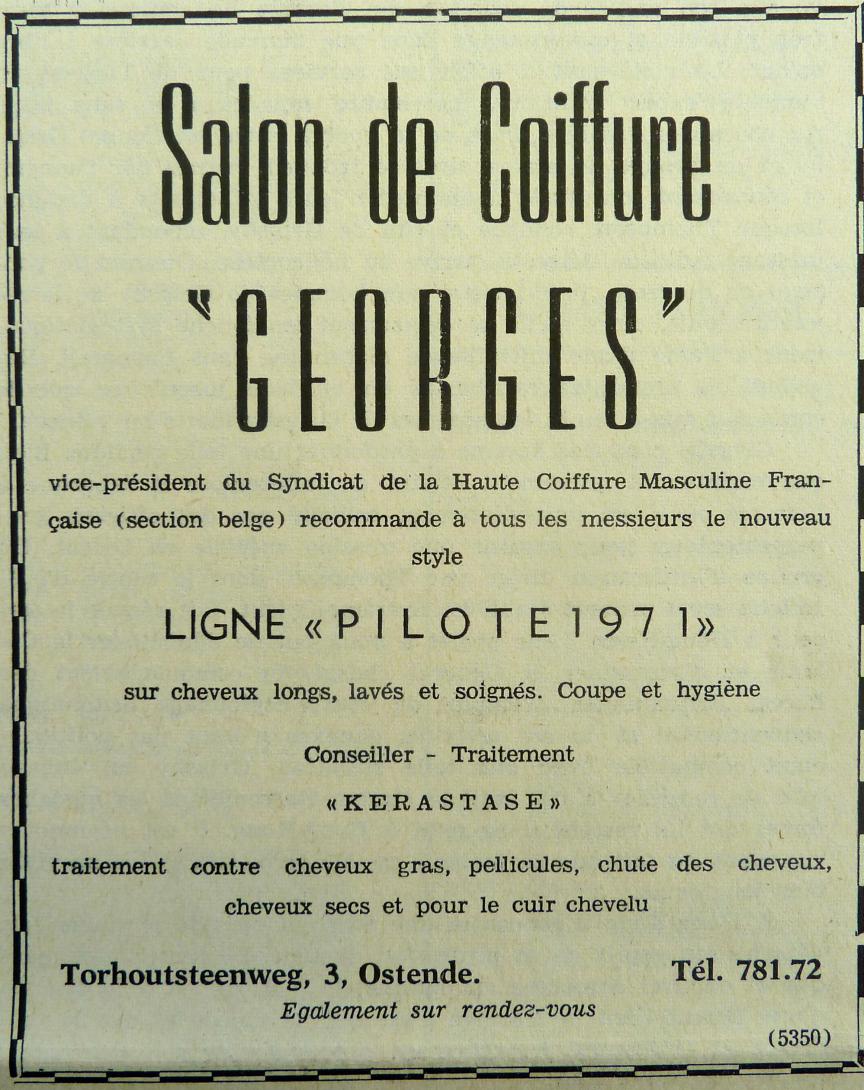 Salon de Coiffure
"GEORGES"
vice-président du Syndicat de la Haute Coiffure Masculine Fran-
çaise (section belge) recommande à tous les messieurs le nouveau
style
LIGNE « PILOTE 1971 »
sur cheveux longs, lavés et soignés. Coupe et hygiène
Conseiller - Traitement
« KERASTASE »
traitement contre cheveux gras, pellicules, chute des cheveux,
cheveux secs et pour le cuir chevelu
Torhoutsteenweg, 3, Ostende. Tél. 781.72
Egalement sur rendez-vous
(5350)